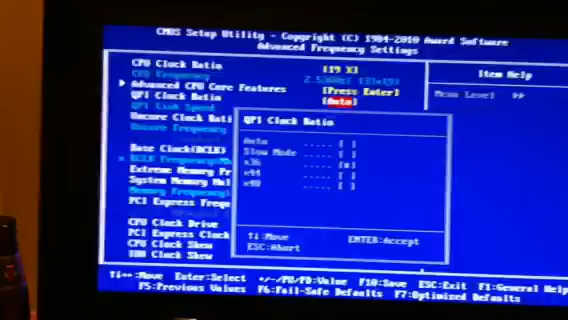 CMOS Setup Utility - Copyright (C) 1984-2010 Award Software
Advanced Frequency Settings
CPU Clock Ratio [19 X]
CPU Frequency 2.53GHz( 133x19)
Advanced CPU Core Features [Press Enter]
QPI Clock Ratio [Auto]
QPI Link Speed
Uncore Clock Rati
Uncore Frequency
Base Clock(BCLK)
x BCLK Frequency(Mh
Extreme Memory Pr
System Memory Mul
Memory Frequency(
PCI Express Freque
CPU Clock Drive
PCI Express Clock
CPU Clock Skew
IOH Clock Skew
Item Help
Menu Level
QPI Clock Ratio
Auto ..... [ ]
Slow Mode ..... [ ]
x36 ..... [■]
x44 ..... [ ]
x48 ..... [ ]
↑↓:Move ENTER:Accept
ESC:Abort
↑↓→←:Move Enter:Select +/-/PU/PD:Value F10:Save ESC:Exit F1:General Help
F5:Previous Values F6:Fail-Safe Defaults F7:Optimized Defaults